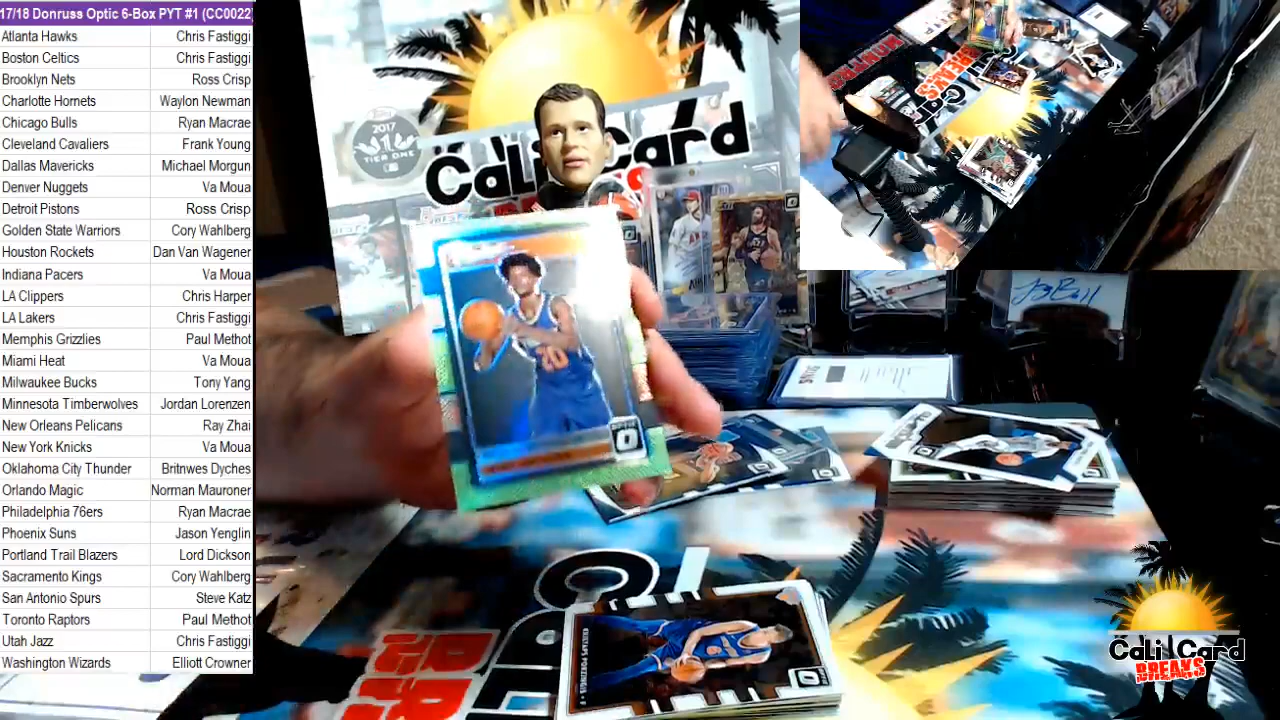 17/18 Donruss Optic 6-Box PYT #1 (CC0022
Atlanta Hawks Chris Fastiggi
Boston Celtics Chris Fastiggi
Brooklyn Nets Ross Crisp
Charlotte Hornets Waylon Newman
Chicago Bulls Ryan Macrae
Cleveland Cavaliers Frank Young
Dallas Mavericks Michael Morgun
Denver Nuggets Va Moua
Detroit Pistons Ross Crisp
Golden State Warriors Cory Wahlberg
Houston Rockets Dan Van Wagener
Indiana Pacers Va Moua
LA Clippers Chris Harper
LA Lakers Chris Fastiggi
Memphis Grizzlies Paul Methot
Miami Heat Va Moua
Milwaukee Bucks Tony Yang
Minnesota Timberwolves Jordan Lorenzen
New Orleans Pelicans Ray Zhai
New York Knicks Va Moua
Oklahoma City Thunder Britnwes Dyches
Orlando Magic Norman Mauroner
Philadelphia 76ers Ryan Macrae
Phoenix Suns Jason Yenglin
Portland Trail Blazers Lord Dickson
Sacramento Kings Cory Wahlberg
San Antonio Spurs Steve Katz
Toronto Raptors Paul Methot
Utah Jazz Chris Fastiggi
Washington Wizards Elliott Crowner
2017
TIER ONE
CaLi Card
20
KRISTAPS PORZINGIS
CaLi Card
BREAKS